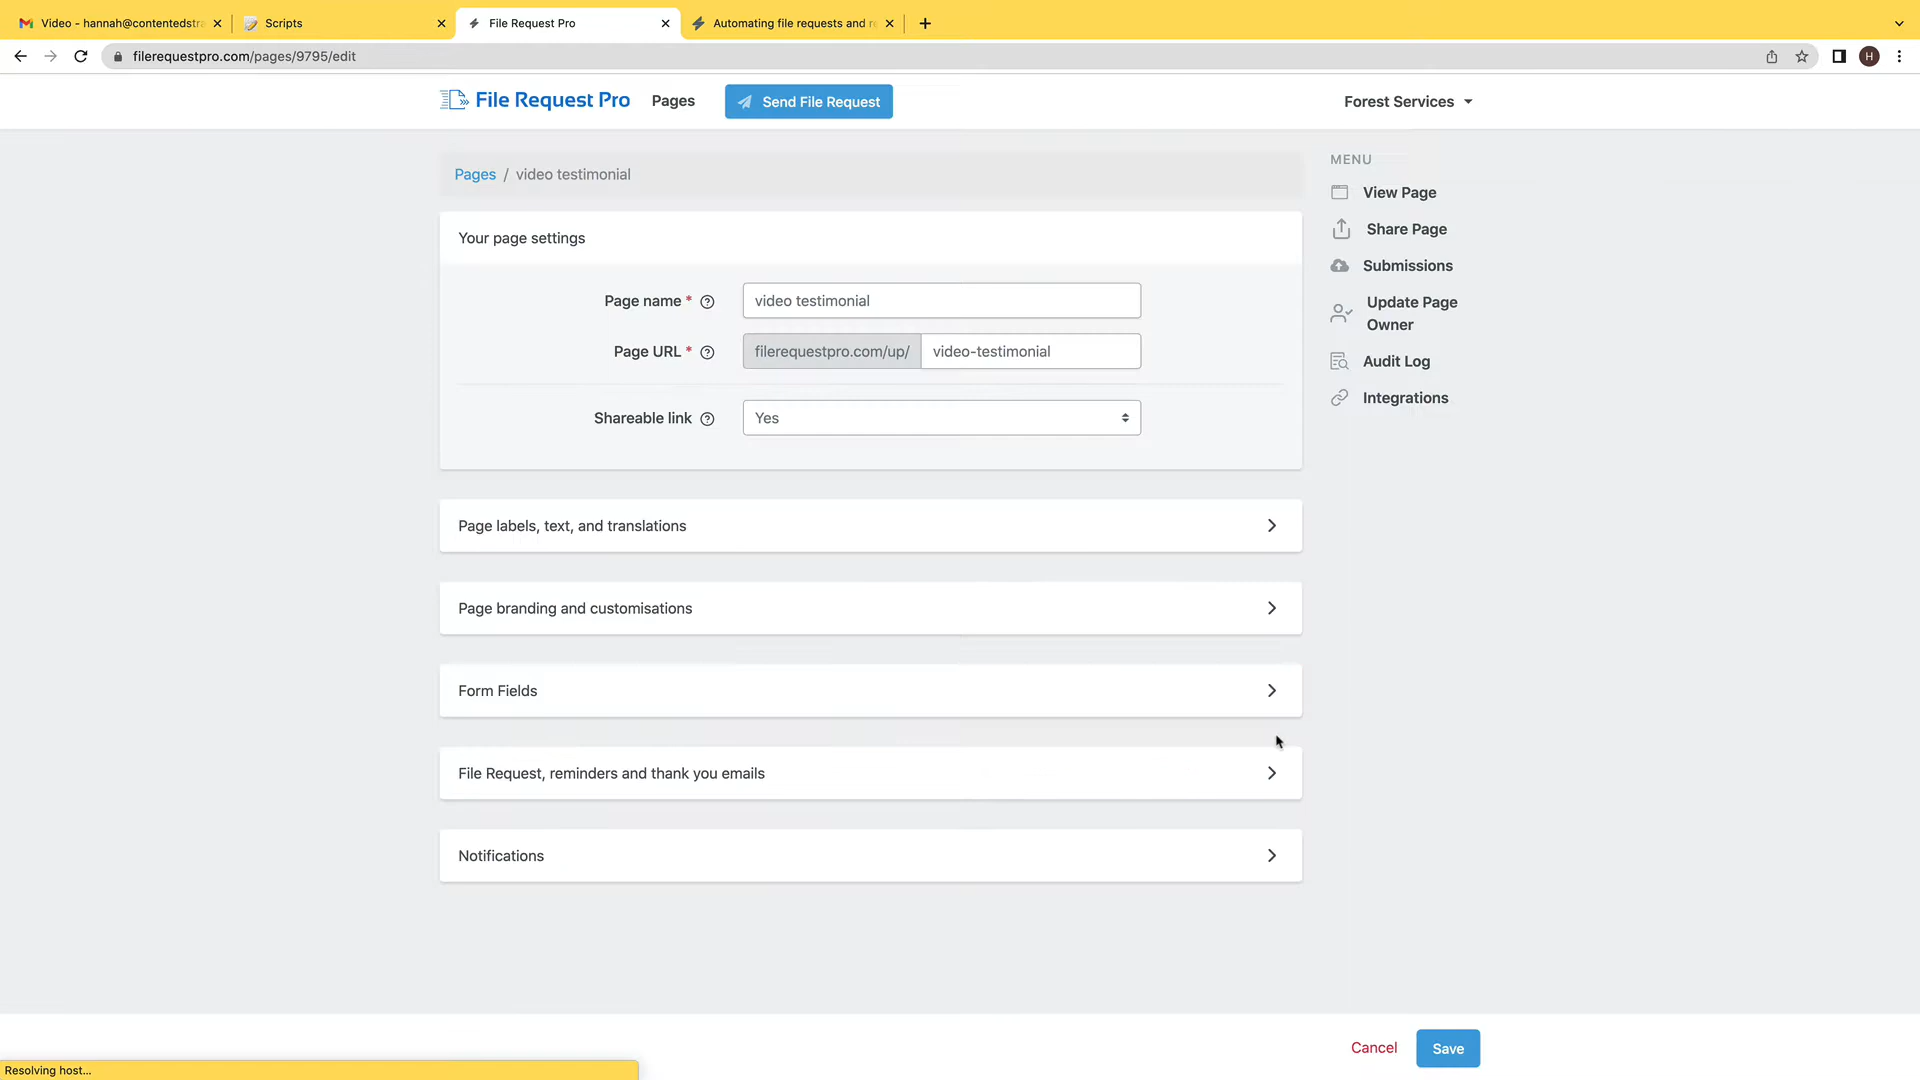 Video - hannah@contentedstra
Scripts
File Request Pro
Automating file requests and re
filerequestpro.com/pages/9795/edit
H
File Request Pro
Pages
Send File Request
Forest Services
Pages / video testimonial
MENU
View Page
Share Page
Submissions
Update Page
Owner
Audit Log
Integrations
Your page settings
Page name *
video testimonial
Page URL *
filerequestpro.com/up/
video-testimonial
Shareable link
Yes
Page labels, text, and translations
Page branding and customisations
Form Fields
File Request, reminders and thank you emails
Notifications
Cancel
Save
Resolving host...